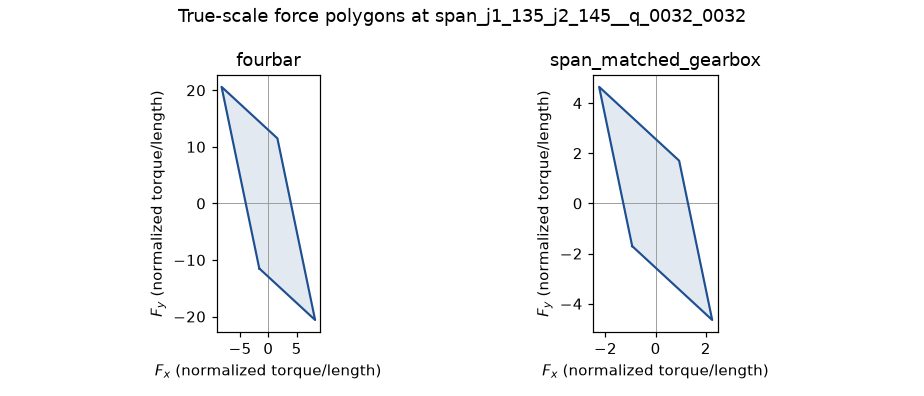 True-scale force polygons at span_j1_135_j2_145__q_0032_0032
fourbar
span_matched_gearbox
F_y (normalized torque/length)
20
10
0
−10
−20
−5 0 5
F_x (normalized torque/length)
F_y (normalized torque/length)
4
2
0
−2
−4
−2 0 2
F_x (normalized torque/length)